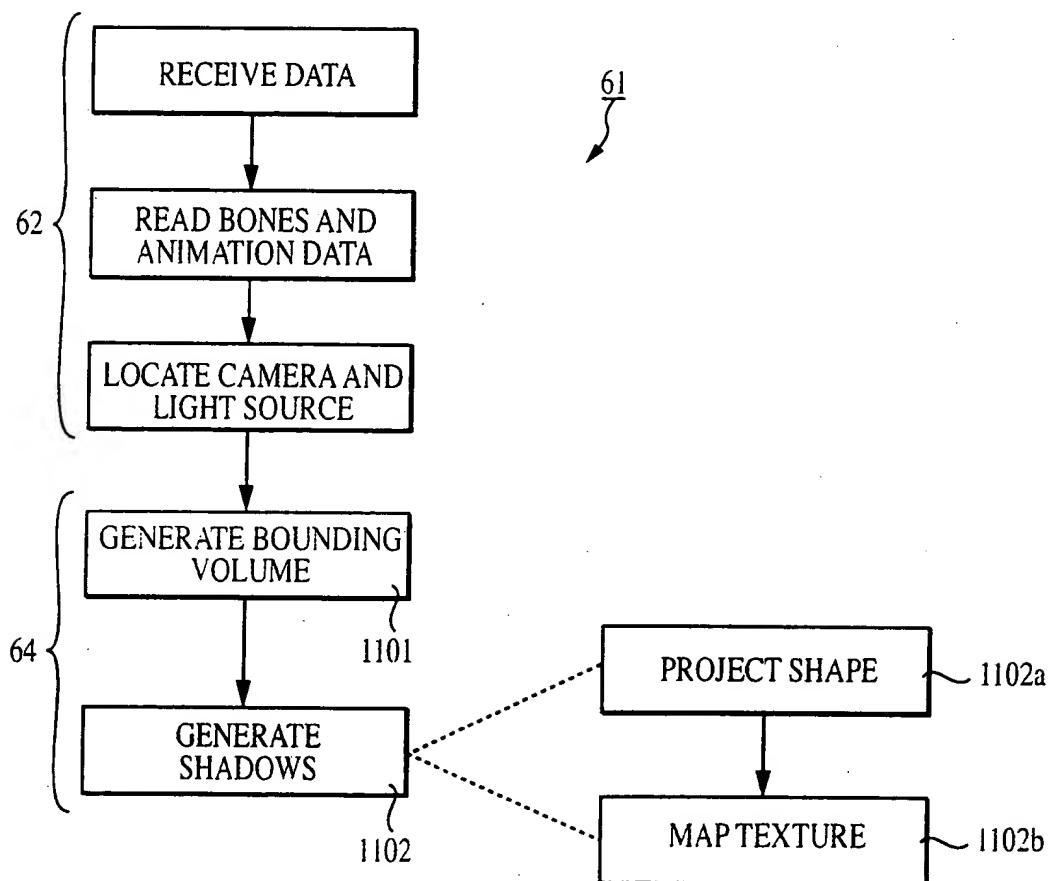 RECEIVE DATA
61
62
READ BONES AND
ANIMATION DATA
LOCATE CAMERA AND
LIGHT SOURCE
GENERATE BOUNDING
VOLUME
1101
64
PROJECT SHAPE
1102a
GENERATE
SHADOWS
1102
MAP TEXTURE
1102b